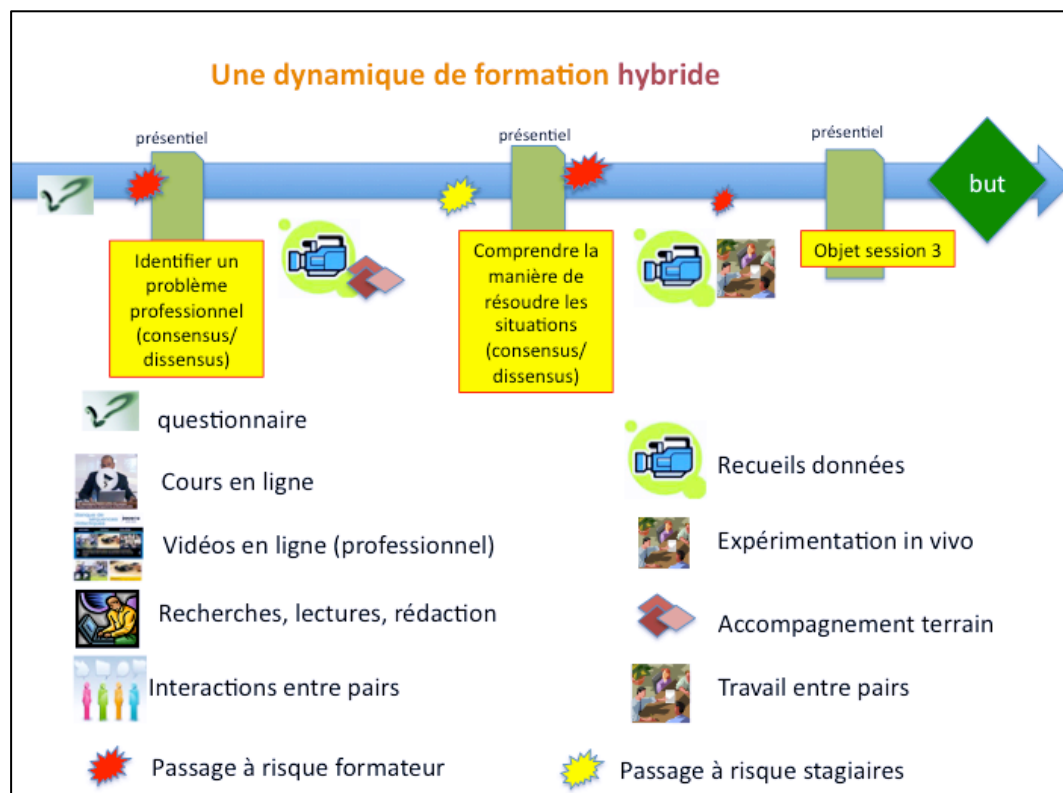 Une dynamique de formation hybride
présentiel
présentiel
présentiel
but
Identifier un
problème
professionnel
(consensus/
dissensus)
Comprendre la
manière de
résoudre les
situations
(consensus/
dissensus)
Objet session 3
questionnaire
Cours en ligne
Vidéos en ligne (professionnel)
Recherches, lectures, rédaction
Interactions entre pairs
Passage à risque formateur
Recueils données
Expérimentation in vivo
Accompagnement terrain
Travail entre pairs
Passage à risque stagiaires